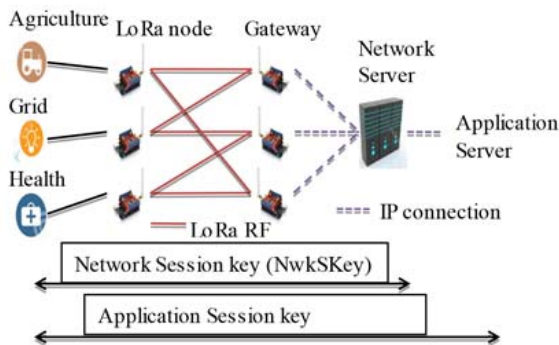 Agriculture
LoRa node
Gateway
Network
Server
Grid
Application
Server
Health
LoRa RF
IP connection
Network Session key (NwkSKey)
Application Session key